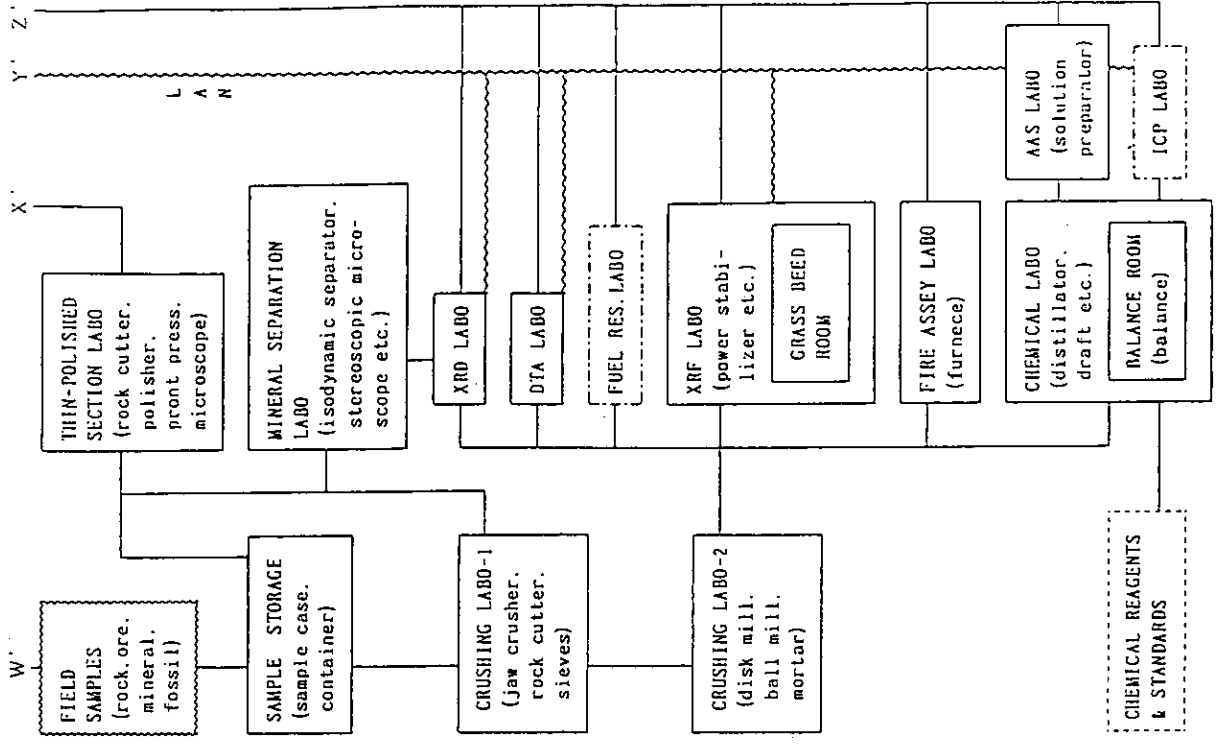 W'
X'
Y'
Z'
L
A
N
FIELD
SAMPLES
(rock.ore.
mineral.
fossil)
THIN-POLISHED
SECTION LABO
(rock cutter.
polisher.
pront press.
microscope)
SAMPLE STORAGE
(sample case.
container)
MINERAL SEPARATION
LABO
(isodynamic separator.
stereoscopic micro-
scope etc.)
CRUSHING LABO-1
(jaw crusher.
rock cutter.
sieves)
XRD LABO
DTA LABO
FUEL RES. LABO
CRUSHING LABO-2
(disk mill.
ball mill.
mortar)
XRF LABO
(power stabi-
lizer etc.)
GRASS BEED
ROOM
FIRE ASSEY LABO
(furnece)
CHEMICAL LABO
(distillator.
draft etc.)
BALANCE ROOM
(balance)
AAS LABO
(solution
preparator)
ICP LABO
CHEMICAL REAGENTS
& STANDARDS